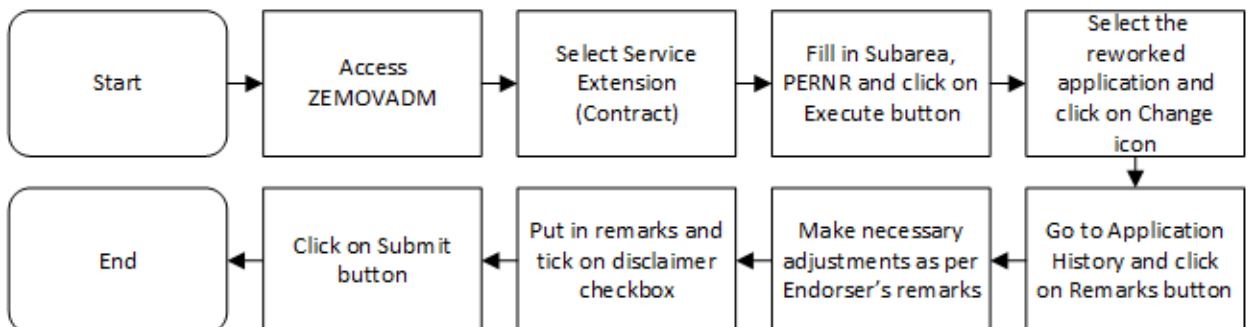 Start
Access
ZEMOVADM
Select Service
Extension
(Contract)
Fill in Subarea,
PERNR and click on
Execute button
Select the
reworked
application and
click on Change
icon
Go to Application
History and click
on Remarks button
Make necessary
adjustments as per
Endorser's remarks
Put in remarks and
tick on disclaimer
checkbox
Click on Submit
button
End